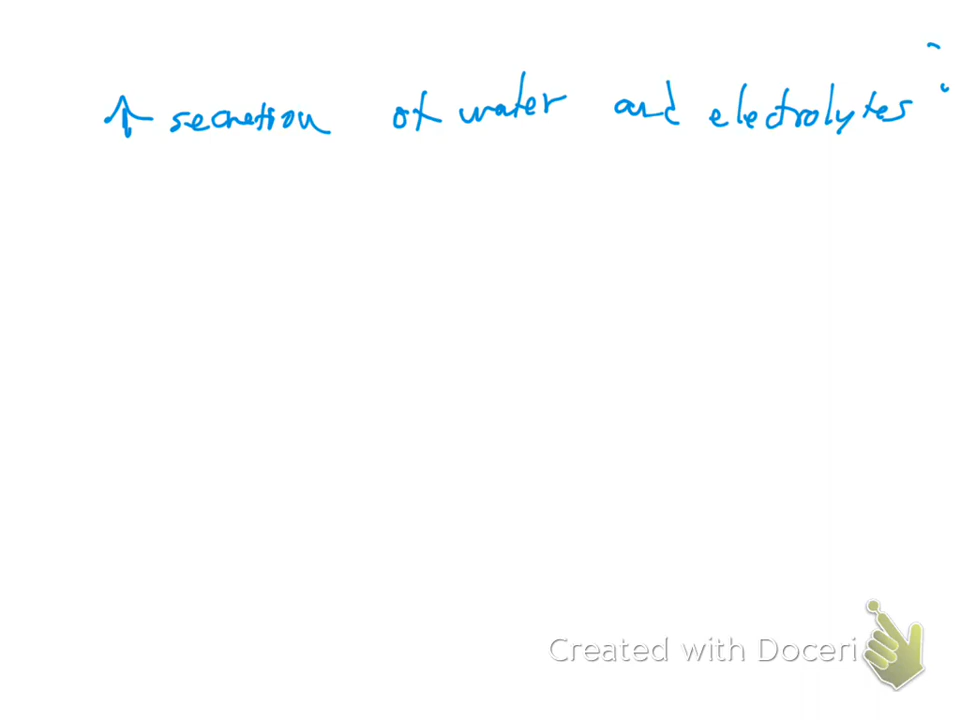 ↑ secretion of water and electrolytes
Created with Doceri